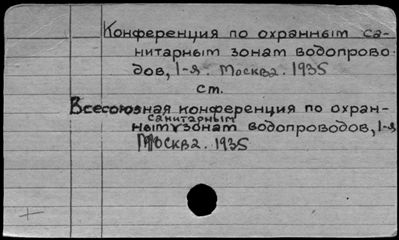 Конференция по охранным са-
нитарным зонам водопрово-
дов, 1-я. Москва. 1935
см.
Всесоюзная конференция по охран-
санитарным
ным зонам водопроводов, 1-я
Москва. 1935